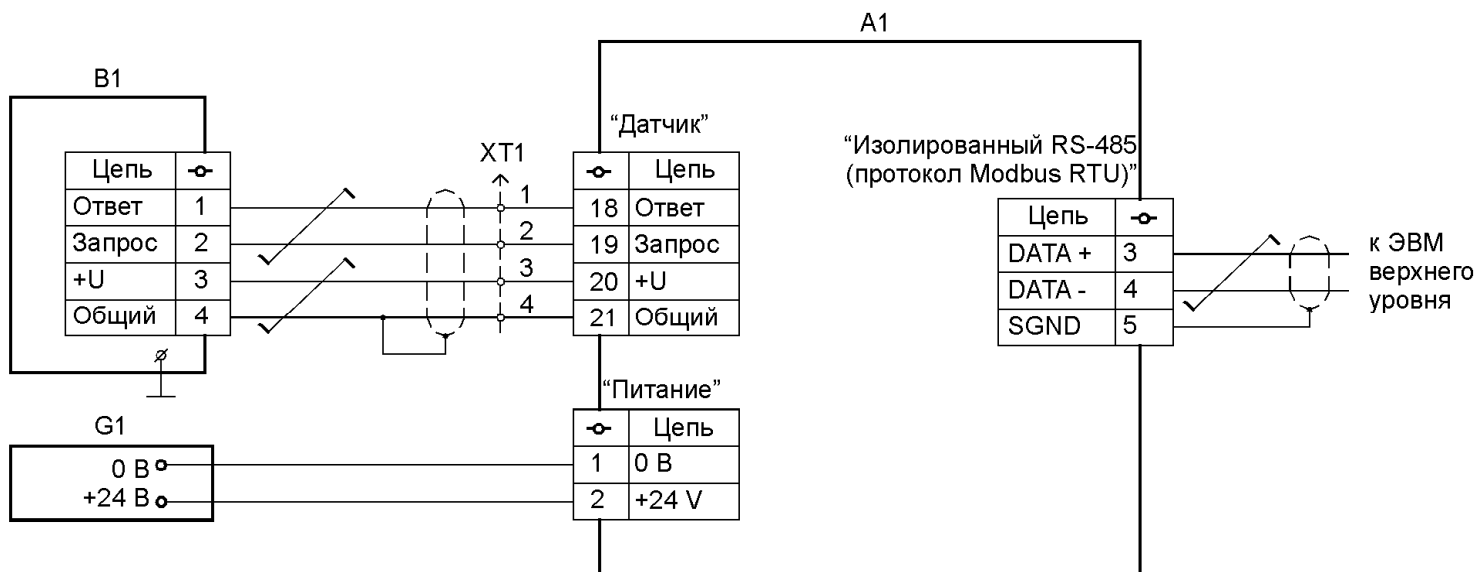 A1
B1
“Датчик”
Цепь
Ответ 1
Запрос 2
+U 3
Общий 4
XT1
1
2
3
4
Цепь
18 Ответ
19 Запрос
20 +U
21 Общий
“Изолированный RS-485
(протокол Modbus RTU)”
Цепь
DATA + 3
DATA - 4
SGND 5
к ЭВМ
верхнего
уровня
“Питание”
Цепь
1 0 В
2 +24 V
G1
0 В
+24 В